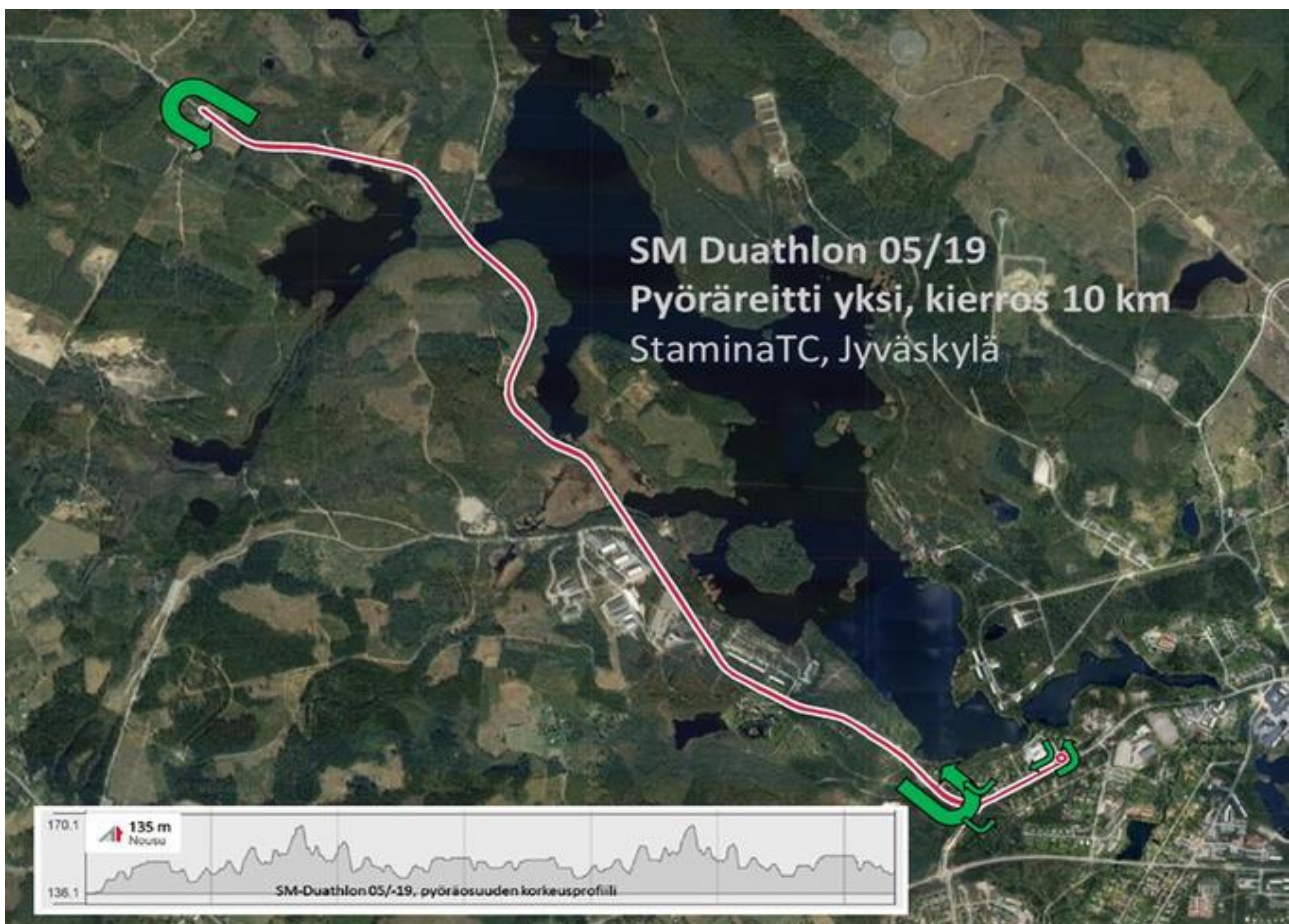 SM Duathlon 05/19
Pyöräreitti yksi, kierros 10 km
StaminaTC, Jyväskylä
170.1
135 m
Nousu
136.1
SM-Duathlon 05/-19, pyöräosuuden korkeusprofiili